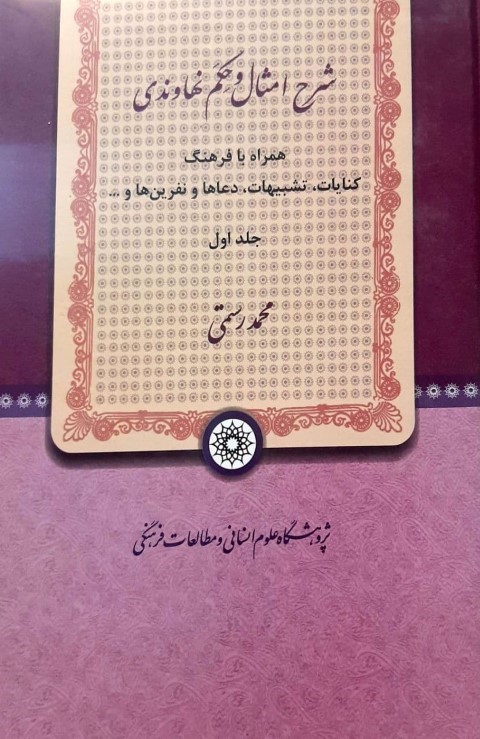 شرح امثال و حکم نهاوندی
همراه با فرهنگ
کنایات، تشبیهات، دعاها و نفرین‌ها و ...
جلد اول
محمد رستمی
پژوهشگاه علوم انسانی و مطالعات فرهنگی